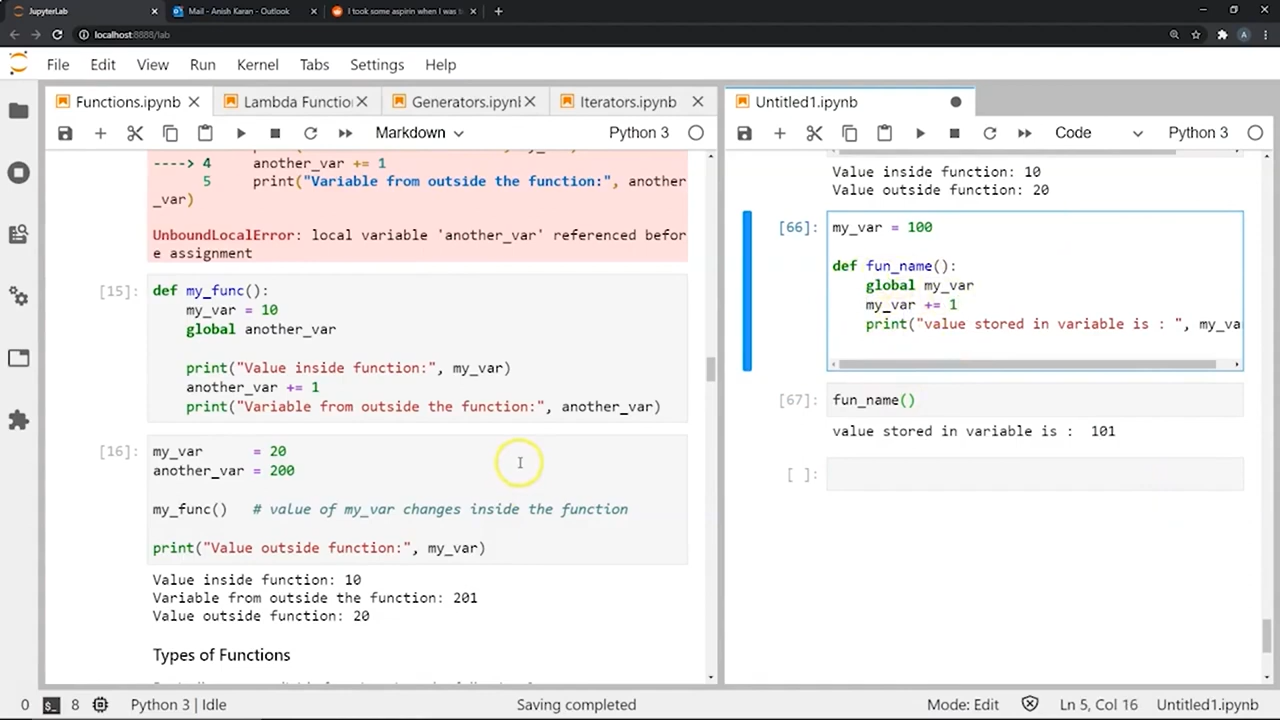 JupyterLab
Mail - Anish Karan - Outlook
I took some aspirin when I was
localhost:8888/lab
A
File Edit View Run Kernel Tabs Settings Help
Functions.ipynb
Lambda Functio
Generators.ipynl
Iterators.ipynb
Markdown
Python 3
----> 4 another_var += 1
5 print("Variable from outside the function:", another
_var)
UnboundLocalError: local variable 'another_var' referenced befor
e assignment
[15]: def my_func():
my_var = 10
global another_var
print("Value inside function:", my_var)
another_var += 1
print("Variable from outside the function:", another_var)
[16]: my_var = 20
another_var = 200
my_func() # value of my_var changes inside the function
print("Value outside function:", my_var)
Value inside function: 10
Variable from outside the function: 201
Value outside function: 20
Types of Functions
Untitled1.ipynb
Code
Python 3
Value inside function: 10
Value outside function: 20
[66]: my_var = 100
def fun_name():
global my_var
my_var += 1
print("value stored in variable is : ", my_va
[67]: fun_name()
value stored in variable is : 101
[ ]:
0 8 Python 3 | Idle Saving completed Mode: Edit Ln 5, Col 16 Untitled1.ipynb